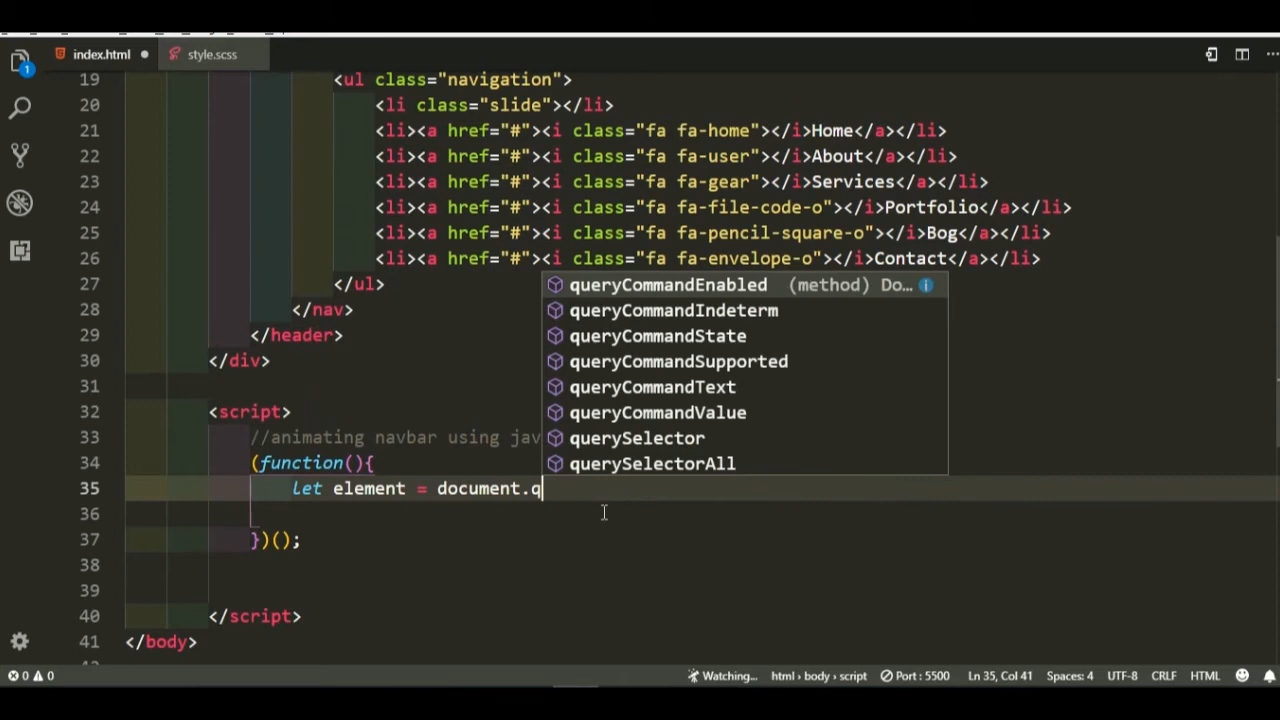 index.html
style.scss
1
19 <ul class="navigation">
20 <li class="slide"></li>
21 <li><a href="#"><i class="fa fa-home"></i>Home</a></li>
22 <li><a href="#"><i class="fa fa-user"></i>About</a></li>
23 <li><a href="#"><i class="fa fa-gear"></i>Services</a></li>
24 <li><a href="#"><i class="fa fa-file-code-o"></i>Portfolio</a></li>
25 <li><a href="#"><i class="fa fa-pencil-square-o"></i>Bog</a></li>
26 <li><a href="#"><i class="fa fa-envelope-o"></i>Contact</a></li>
27 </ul>
queryCommandEnabled (method) Do...
28 </nav>
queryCommandIndeterm
29 </header>
queryCommandState
30 </div>
queryCommandSupported
31
queryCommandText
32 <script>
queryCommandValue
33 //animating navbar using jav
querySelector
34 (function(){
querySelectorAll
35 let element = document.q
36
37 })();
38
39
40 </script>
41 </body>
0 0
Watching... html › body › script Port : 5500 Ln 35, Col 41 Spaces: 4 UTF-8 CRLF HTML